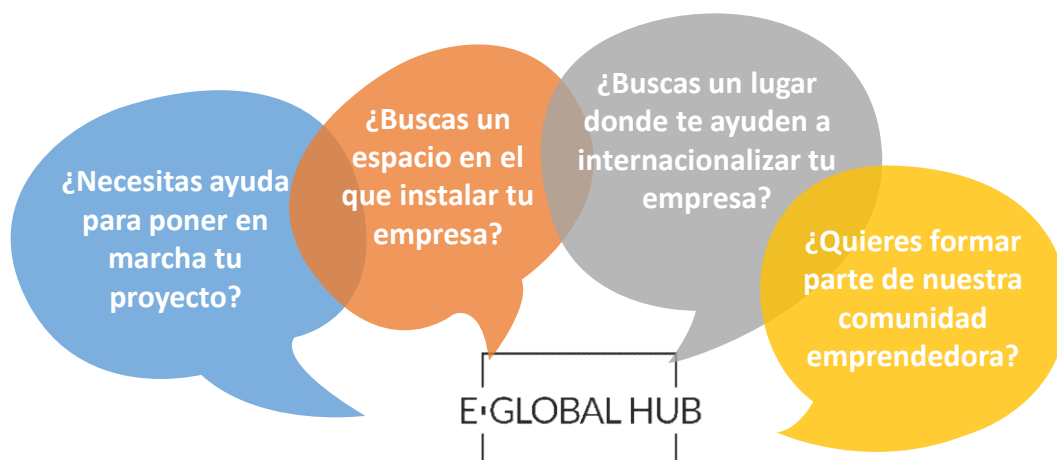 ¿Necesitas ayuda
para poner en
marcha tu
proyecto?
¿Buscas un
espacio en el
que instalar tu
empresa?
¿Buscas un lugar
donde te ayuden a
internacionalizar tu
empresa?
¿Quieres formar
parte de nuestra
comunidad
emprendedora?
E·GLOBAL HUB